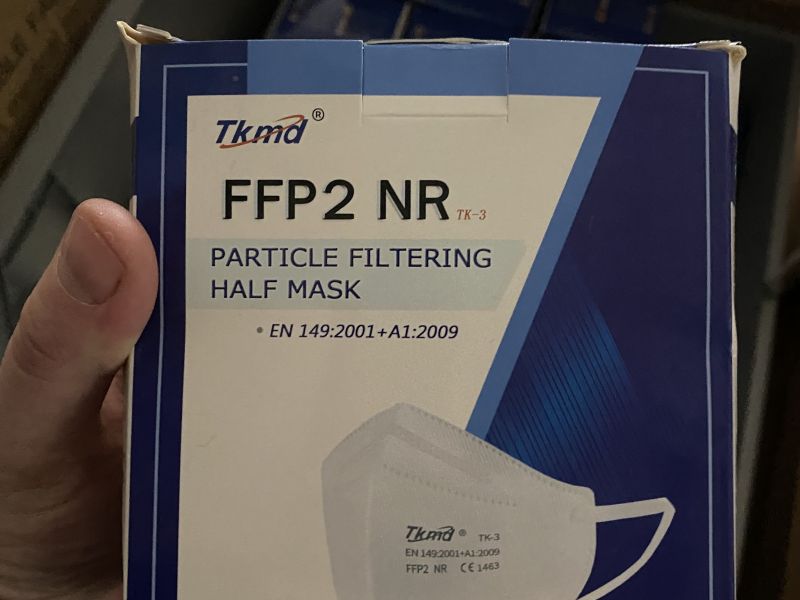 Tkmd®
FFP2 NR TK-3
PARTICLE FILTERING
HALF MASK
• EN 149:2001+A1:2009
Tkmd® TK-3
EN 149:2001+A1:2009
FFP2 NR CE 1463